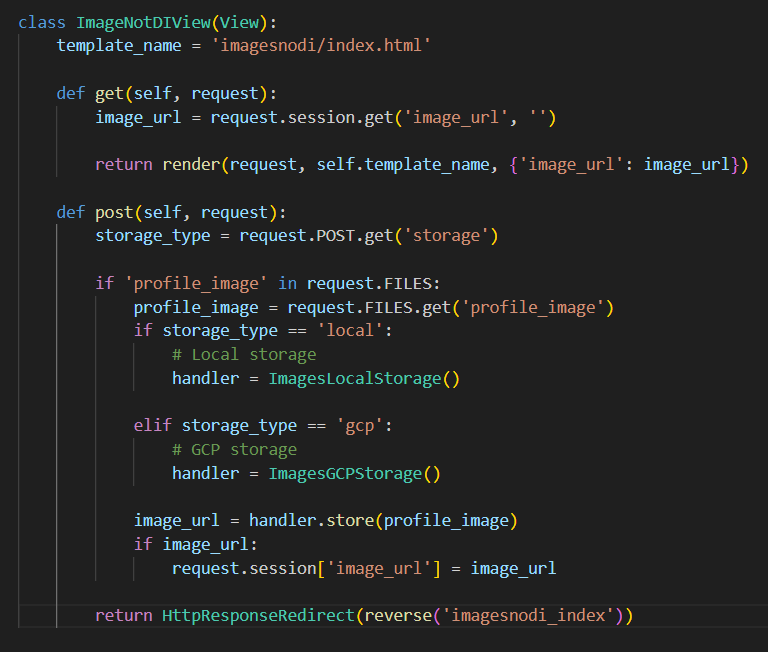 class ImageNotDIView(View):
    template_name = 'imagesnodi/index.html'

    def get(self, request):
        image_url = request.session.get('image_url', '')

        return render(request, self.template_name, {'image_url': image_url})

    def post(self, request):
        storage_type = request.POST.get('storage')

        if 'profile_image' in request.FILES:
            profile_image = request.FILES.get('profile_image')
            if storage_type == 'local':
                # Local storage
                handler = ImagesLocalStorage()

            elif storage_type == 'gcp':
                # GCP storage
                handler = ImagesGCPStorage()

            image_url = handler.store(profile_image)
            if image_url:
                request.session['image_url'] = image_url

        return HttpResponseRedirect(reverse('imagesnodi_index'))